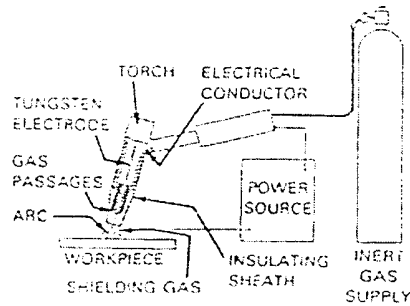 TORCH
ELECTRICAL
CONDUCTOR
TUNGSTEN
ELECTRODE
GAS
PASSAGES
ARC
WORKPIECE
SHIELDING GAS
INSULATING
SHEATH
POWER
SOURCE
INERT
GAS
SUPPLY